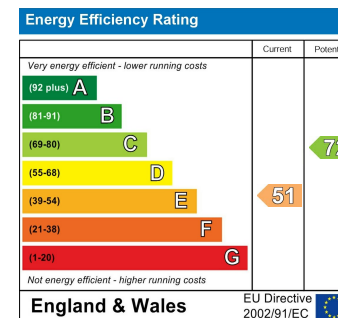 Energy Efficiency Rating
Current
Very energy efficient - lower running costs
(92 plus) A
(81-91) B
(69-80) C
(55-68) D
(39-54) E
51
(21-38) F
(1-20) G
Not energy efficient - higher running costs
England & Wales
EU Directive
2002/91/EC